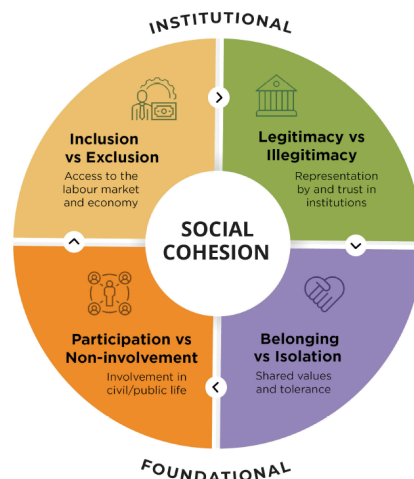 INSTITUTIONAL
Inclusion
vs Exclusion
Access to the
labour market
and economy
Legitimacy vs
Illegitimacy
Representation
by and trust in
institutions
SOCIAL
COHESION
Participation vs
Non-involvement
Involvement in
civil/public life
Belonging
vs Isolation
Shared values
and tolerance
FOUNDATIONAL